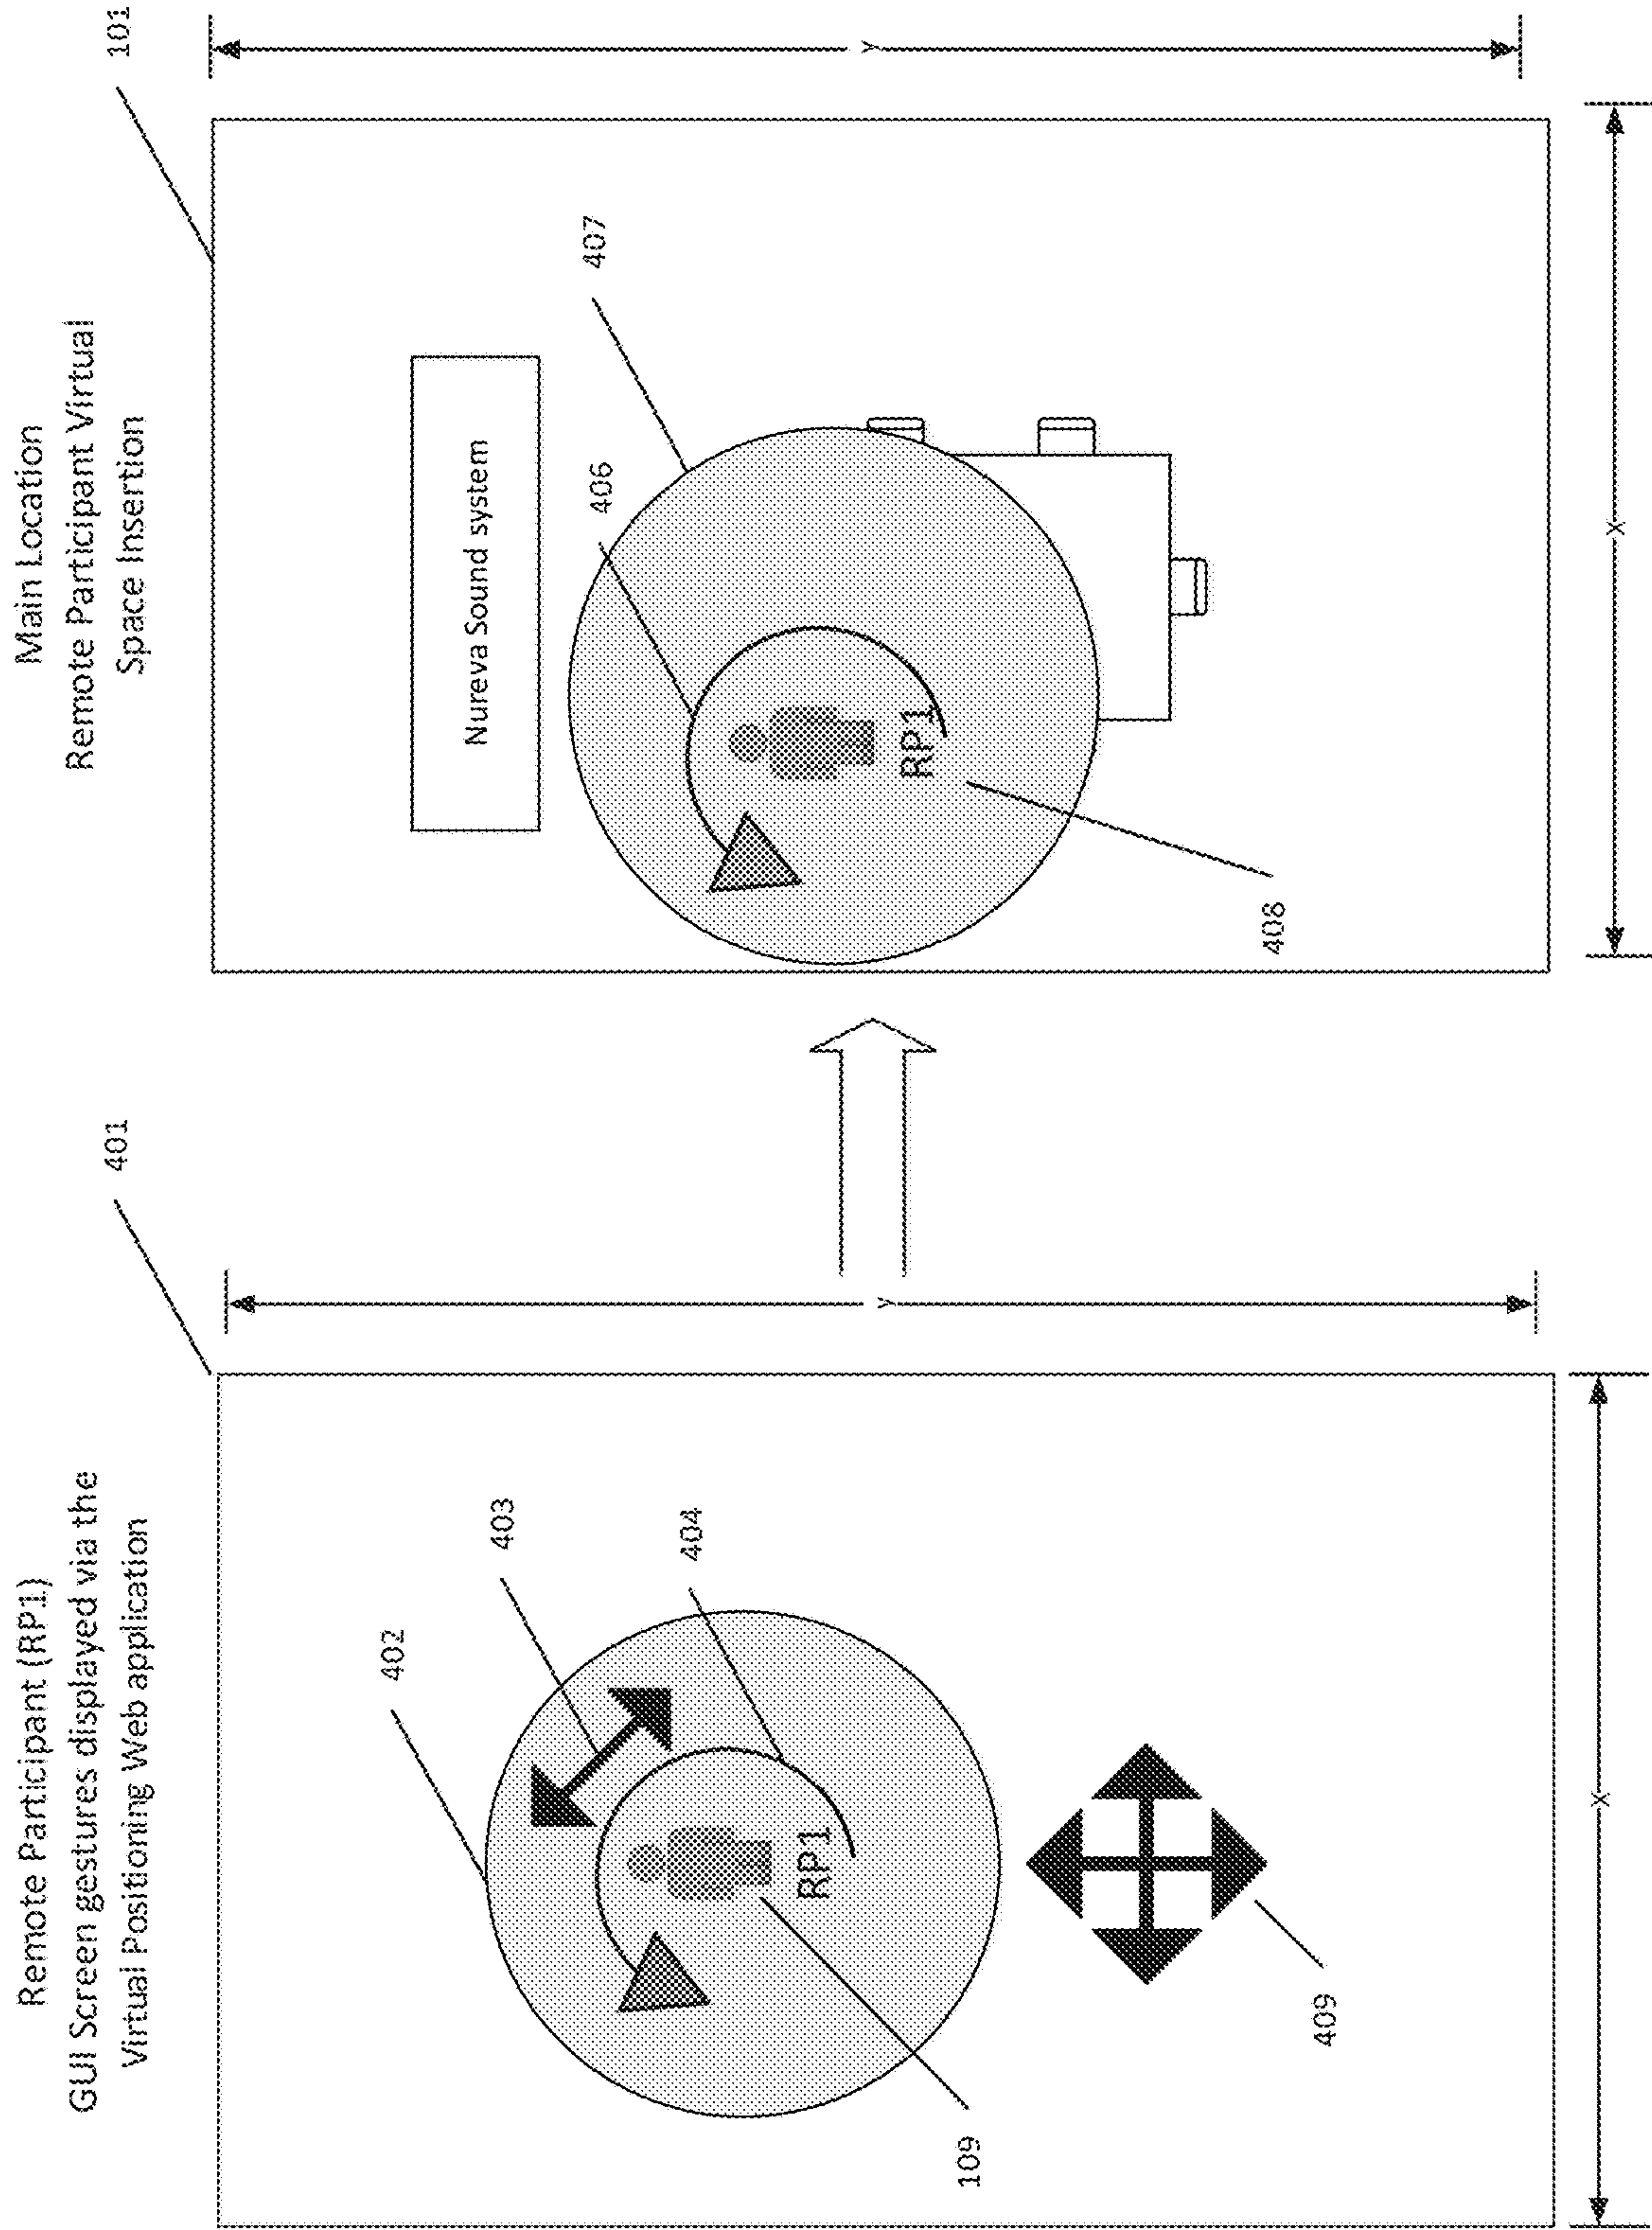 Remote Participant (RP1)
GUI Screen gestures displayed via the
Virtual Positioning Web application
401
402
403
404
RP1
109
409
Y
X
Main Location
Remote Participant Virtual
Space Insertion
101
Nureva Sound system
407
406
RP1
408
Y
X